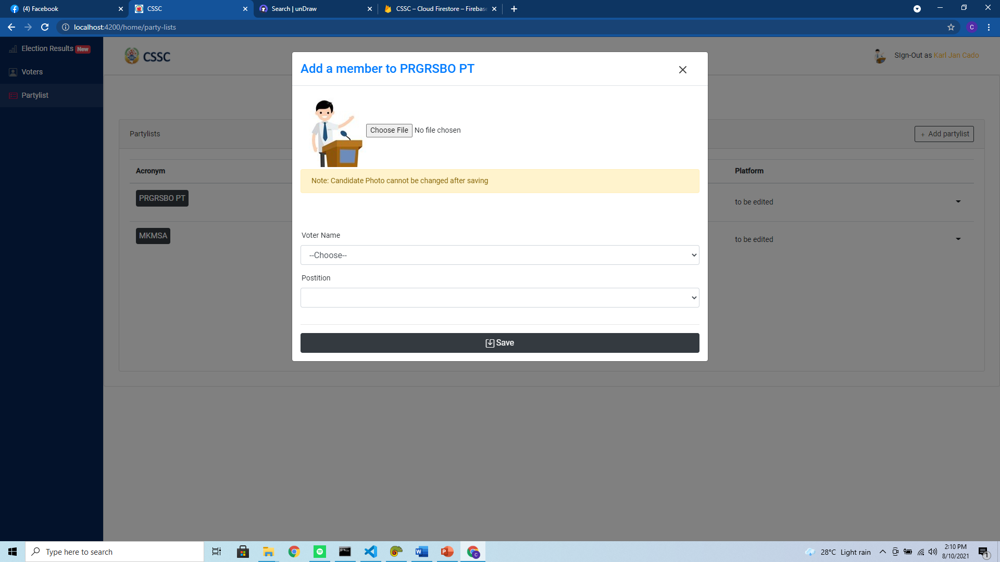 (4) Facebook
CSSC
Search | unDraw
CSSC – Cloud Firestore – Firebase
localhost:4200/home/party-lists
C
Election Results New
Voters
Partylist
CSSC
SIgn-Out as Karl Jan Cado
Add a member to PRGRSBO PT
Choose File No file chosen
Note: Candidate Photo cannot be changed after saving
Partylists
+ Add partylist
Acronym
Platform
PRGRSBO PT
to be edited
MKMSA
to be edited
Voter Name
--Choose--
Postition
Save
Type here to search
28°C Light rain
2:10 PM
8/10/2021
1